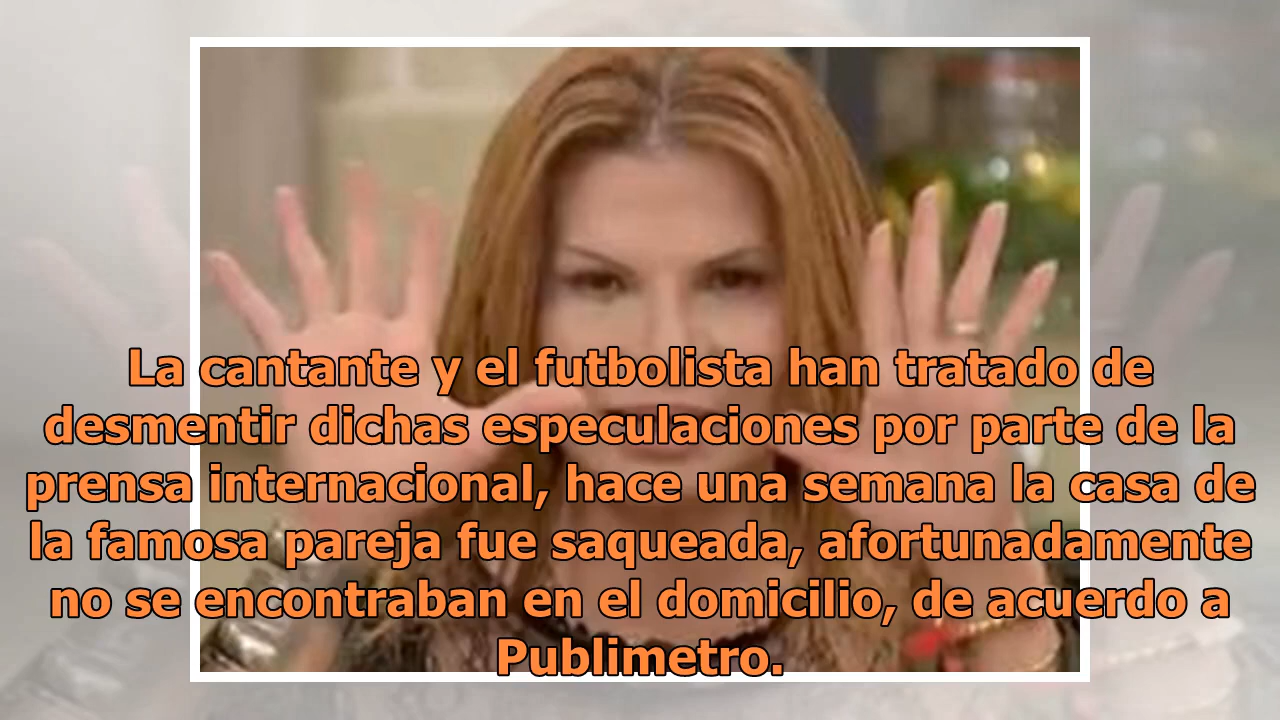 La cantante y el futbolista han tratado de
desmentir dichas especulaciones por parte de la
prensa internacional, hace una semana la casa de
la famosa pareja fue saqueada, afortunadamente
no se encontraban en el domicilio, de acuerdo a
Publimetro.